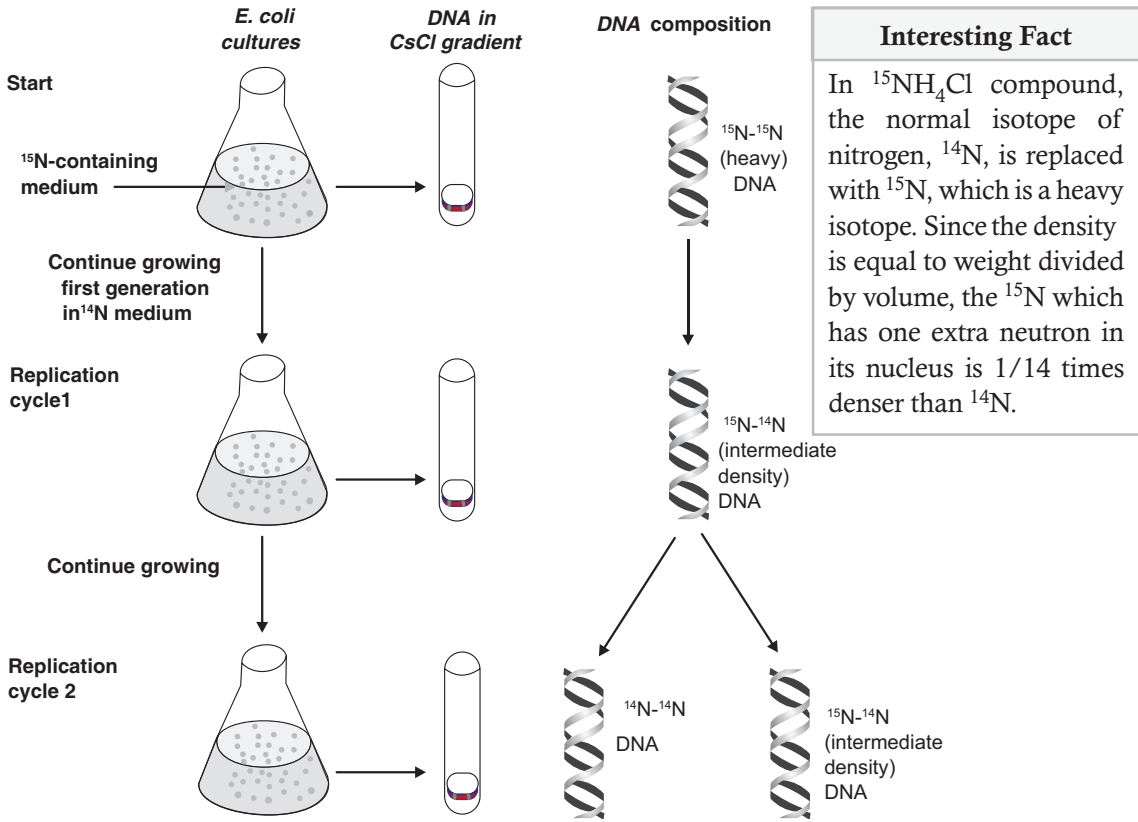 E. coli
cultures
DNA in
CsCl gradient
DNA composition
Start
¹⁵N-containing
medium
¹⁵N-¹⁵N
(heavy)
DNA
Continue growing
first generation
in¹⁴N medium
Replication
cycle1
¹⁵N-¹⁴N
(intermediate
density)
DNA
Continue growing
Replication
cycle 2
¹⁴N-¹⁴N
DNA
¹⁵N-¹⁴N
(intermediate
density)
DNA
Interesting Fact
In ¹⁵NH₄Cl compound,
the normal isotope of
nitrogen, ¹⁴N, is replaced
with ¹⁵N, which is a heavy
isotope. Since the density
is equal to weight divided
by volume, the ¹⁵N which
has one extra neutron in
its nucleus is 1/14 times
denser than ¹⁴N.